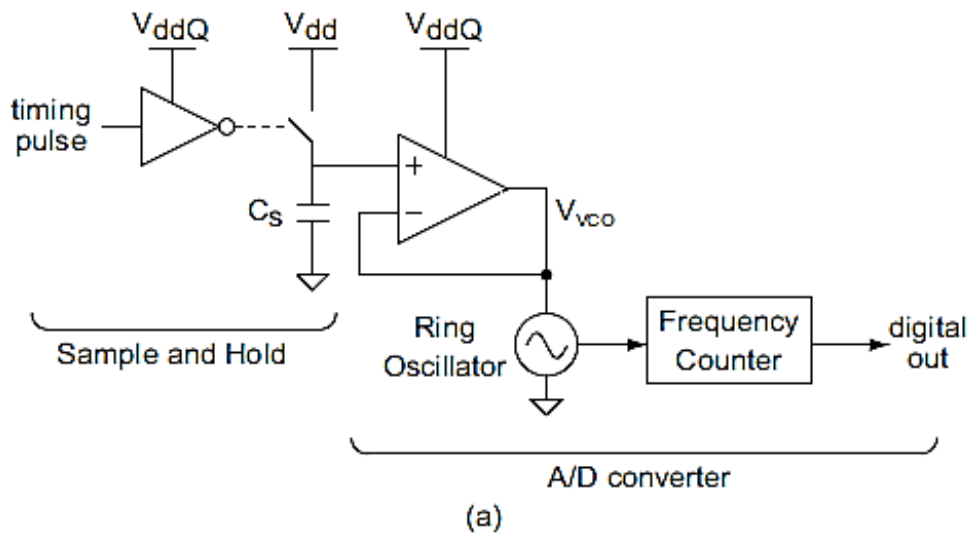 VddQ
Vdd
VddQ
timing
pulse
+
−
CS
Vvco
Ring
Oscillator
Frequency
Counter
digital
out
Sample and Hold
A/D converter
(a)